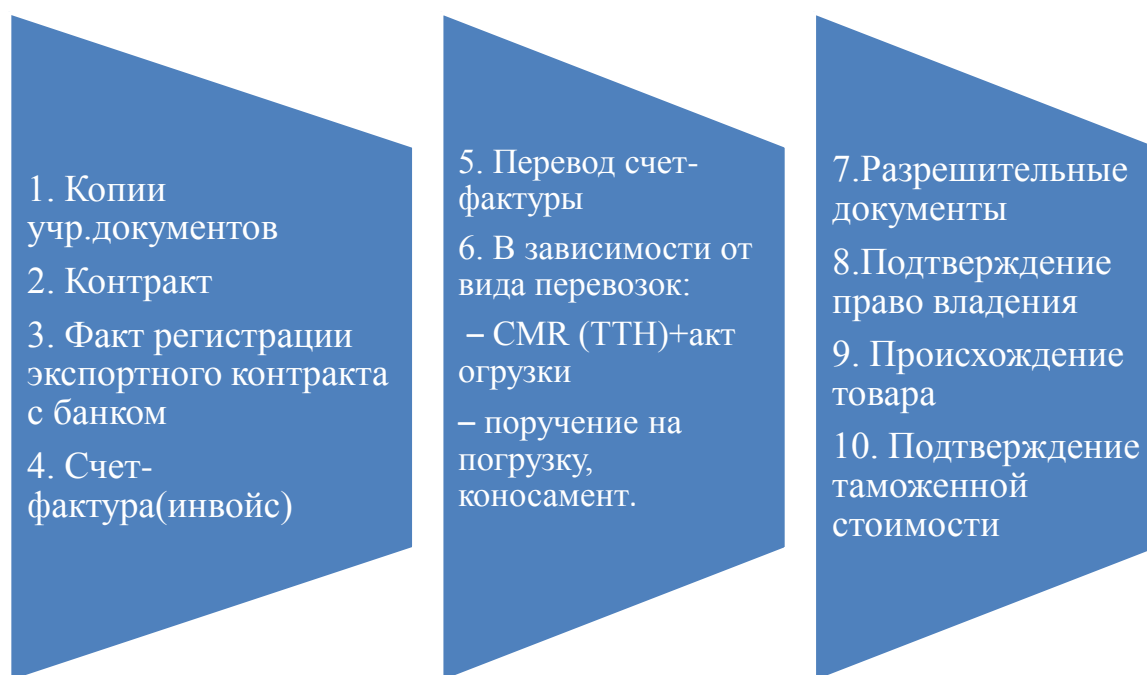 1. Копии
учр.документов
2. Контракт
3. Факт регистрации
экспортного контракта
с банком
4. Счет-
фактура(инвойс)
5. Перевод счет-
фактуры
6. В зависимости от
вида перевозок:
– CMR (ТТН)+акт
огрузки
– поручение на
погрузку,
коносамент.
7.Разрешительные
документы
8.Подтверждение
право владения
9. Происхождение
товара
10. Подтверждение
таможенной
стоимости